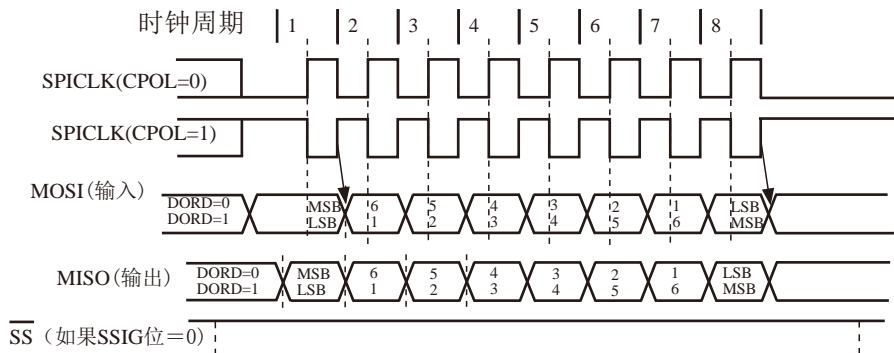 时钟周期 1 2 3 4 5 6 7 8
SPICLK(CPOL=0)
SPICLK(CPOL=1)
MOSI(输入)
DORD=0 MSB 6 5 4 3 2 1 LSB
DORD=1 LSB 1 2 3 4 5 6 MSB
MISO(输出)
DORD=0 MSB 6 5 4 3 2 1 LSB
DORD=1 LSB 1 2 3 4 5 6 MSB
SS(如果SSIG位=0)